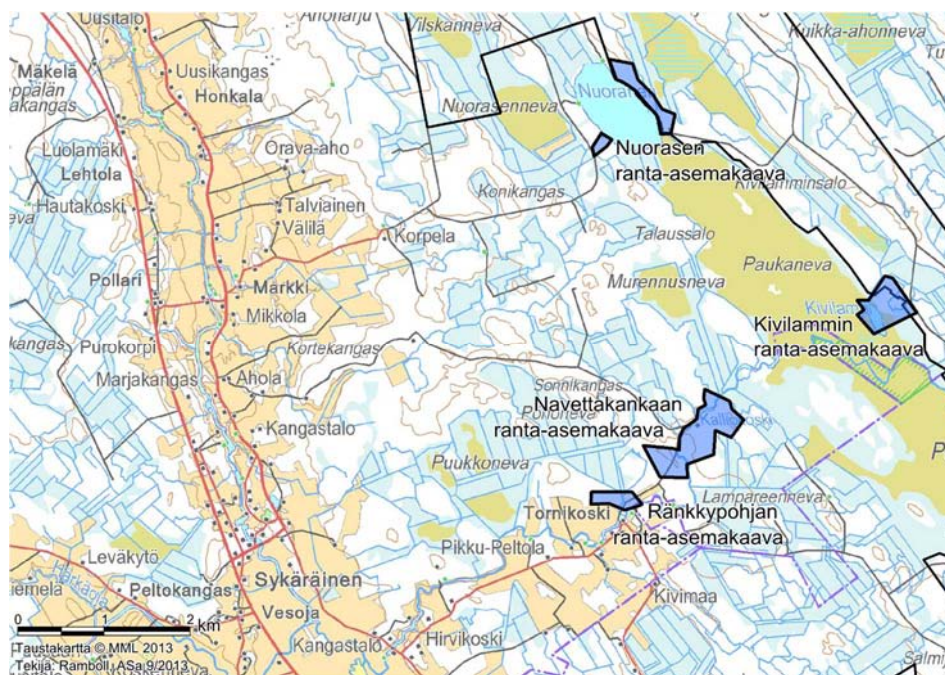 Uusitalo
Anoharju
Vilskanneva
Kuikka-ahonneva
Mäkelä
Uusikangas
Honkala
Nuorasenneva
Luolamäki
Lehtola
Orava-aho
Nuorasen
ranta-asemakaava
Hautakoski
Talviainen
Välilä
Konikangas
Kivilamminsalo
Korpela
Talaussalo
Pollari
Märkki
Murennusneva
Paukaneva
Mikkola
Kivilammin
ranta-asemakaava
Purokorpi
Kortekangas
Marjakangas
Ahola
Sonnikangas
Navettakankaan
ranta-asemakaava
Kangastalo
Puukkoneva
Lampareenneva
Tornikoski
Ränkkypohjan
ranta-asemakaava
Leväkytö
Pikku-Peltola
Peltokangas
Sykäräinen
Kivimaa
Vesoja
0 1 2 km
Kangastalo
Hirvikoski
Taustakartta © MML 2013
Tekijä: Ramboll, ASa 9/2013